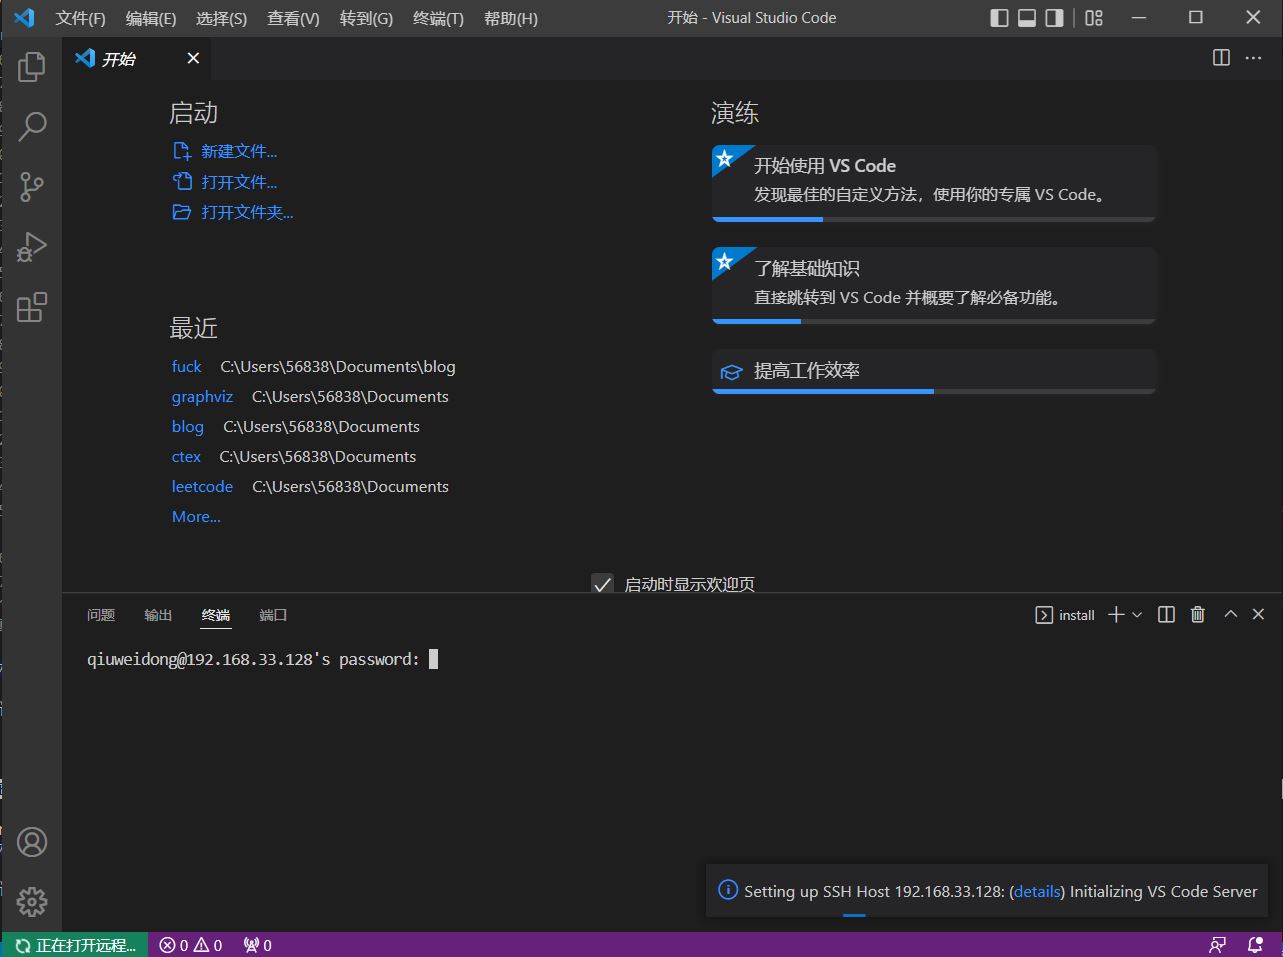 文件(F) 编辑(E) 选择(S) 查看(V) 转到(G) 终端(T) 帮助(H) 开始 - Visual Studio Code
开始
启动
新建文件...
打开文件...
打开文件夹...
最近
fuck C:\Users\56838\Documents\blog
graphviz C:\Users\56838\Documents
blog C:\Users\56838\Documents
ctex C:\Users\56838\Documents
leetcode C:\Users\56838\Documents
More...
演练
开始使用 VS Code
发现最佳的自定义方法，使用你的专属 VS Code。
了解基础知识
直接跳转到 VS Code 并概要了解必备功能。
提高工作效率
启动时显示欢迎页
问题 输出 终端 端口 install
qiuweidong@192.168.33.128's password:
Setting up SSH Host 192.168.33.128: (details) Initializing VS Code Server
正在打开远程... 0 0 0